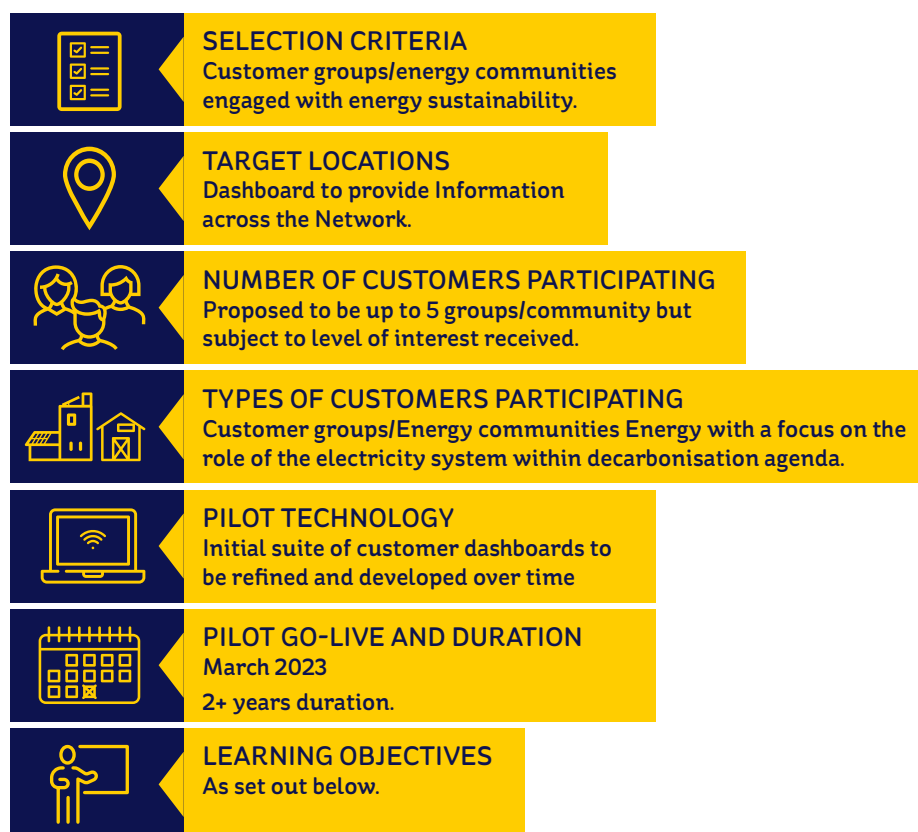 SELECTION CRITERIA
Customer groups/energy communities
engaged with energy sustainability.
TARGET LOCATIONS
Dashboard to provide Information
across the Network.
NUMBER OF CUSTOMERS PARTICIPATING
Proposed to be up to 5 groups/community but
subject to level of interest received.
TYPES OF CUSTOMERS PARTICIPATING
Customer groups/Energy communities Energy with a focus on the
role of the electricity system within decarbonisation agenda.
PILOT TECHNOLOGY
Initial suite of customer dashboards to
be refined and developed over time
PILOT GO-LIVE AND DURATION
March 2023
2+ years duration.
LEARNING OBJECTIVES
As set out below.